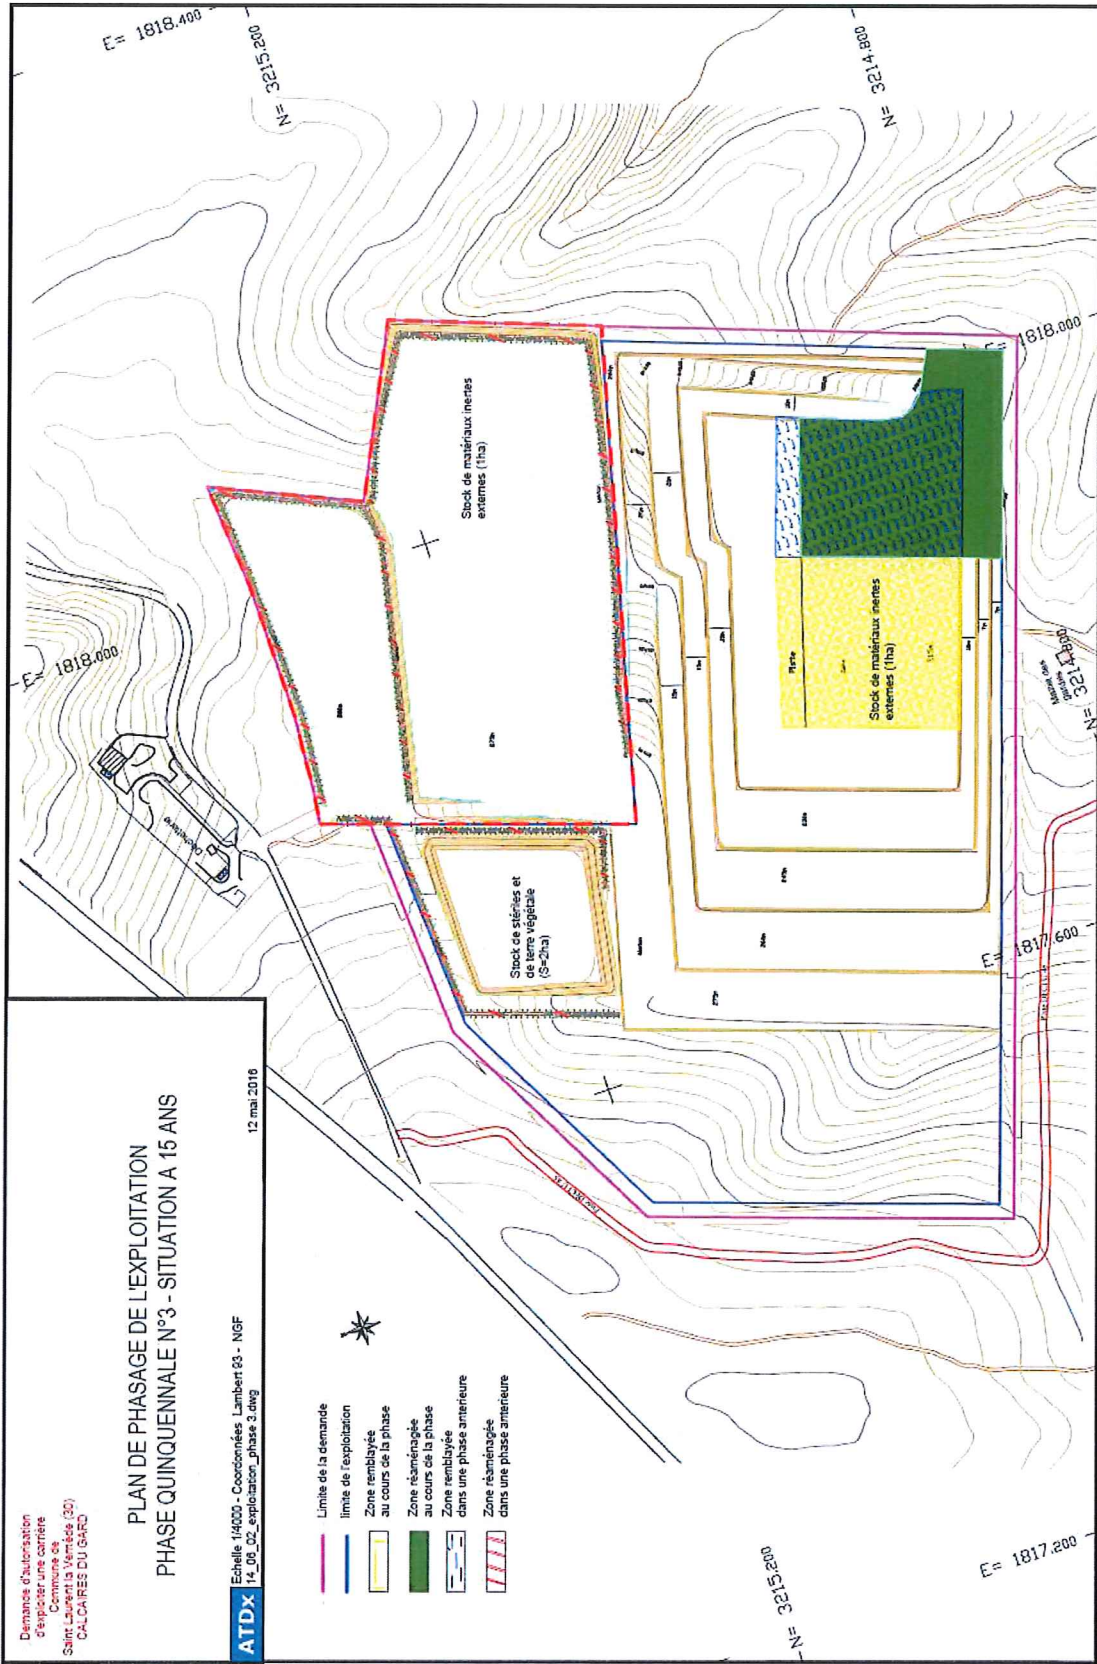 Demande d'autorisation
d'exploiter une carrière
Commune de
Saint Laurent la Vernède (30)
CALCAIRES DU GARD
PLAN DE PHASAGE DE L'EXPLOITATION
PHASE QUINQUENNALE N°3 - SITUATION A 15 ANS
ATDx
Echelle 1/4000 - Coordonnées Lambert 93 - NGF
14_06_02_exploitation_phase 3.dwg
12 mai 2016
Limite de la demande
limite de l'exploitation
Zone remblayée
au cours de la phase
Zone réaménagée
au cours de la phase
Zone remblayée
dans une phase antérieure
Zone réaménagée
dans une phase antérieure
E= 1818.400
N= 3215.200
N= 3214.800
E= 1818.000
Déchèterie
Stock de matériaux inertes
externes (1ha)
Stock de stériles et
de terre végétale
(S=2ha)
E= 1818.000
Piste
Stock de matériaux inertes
externes (1ha)
N= 3214.800
E= 1817.600
N= 3215.200
E= 1817.200